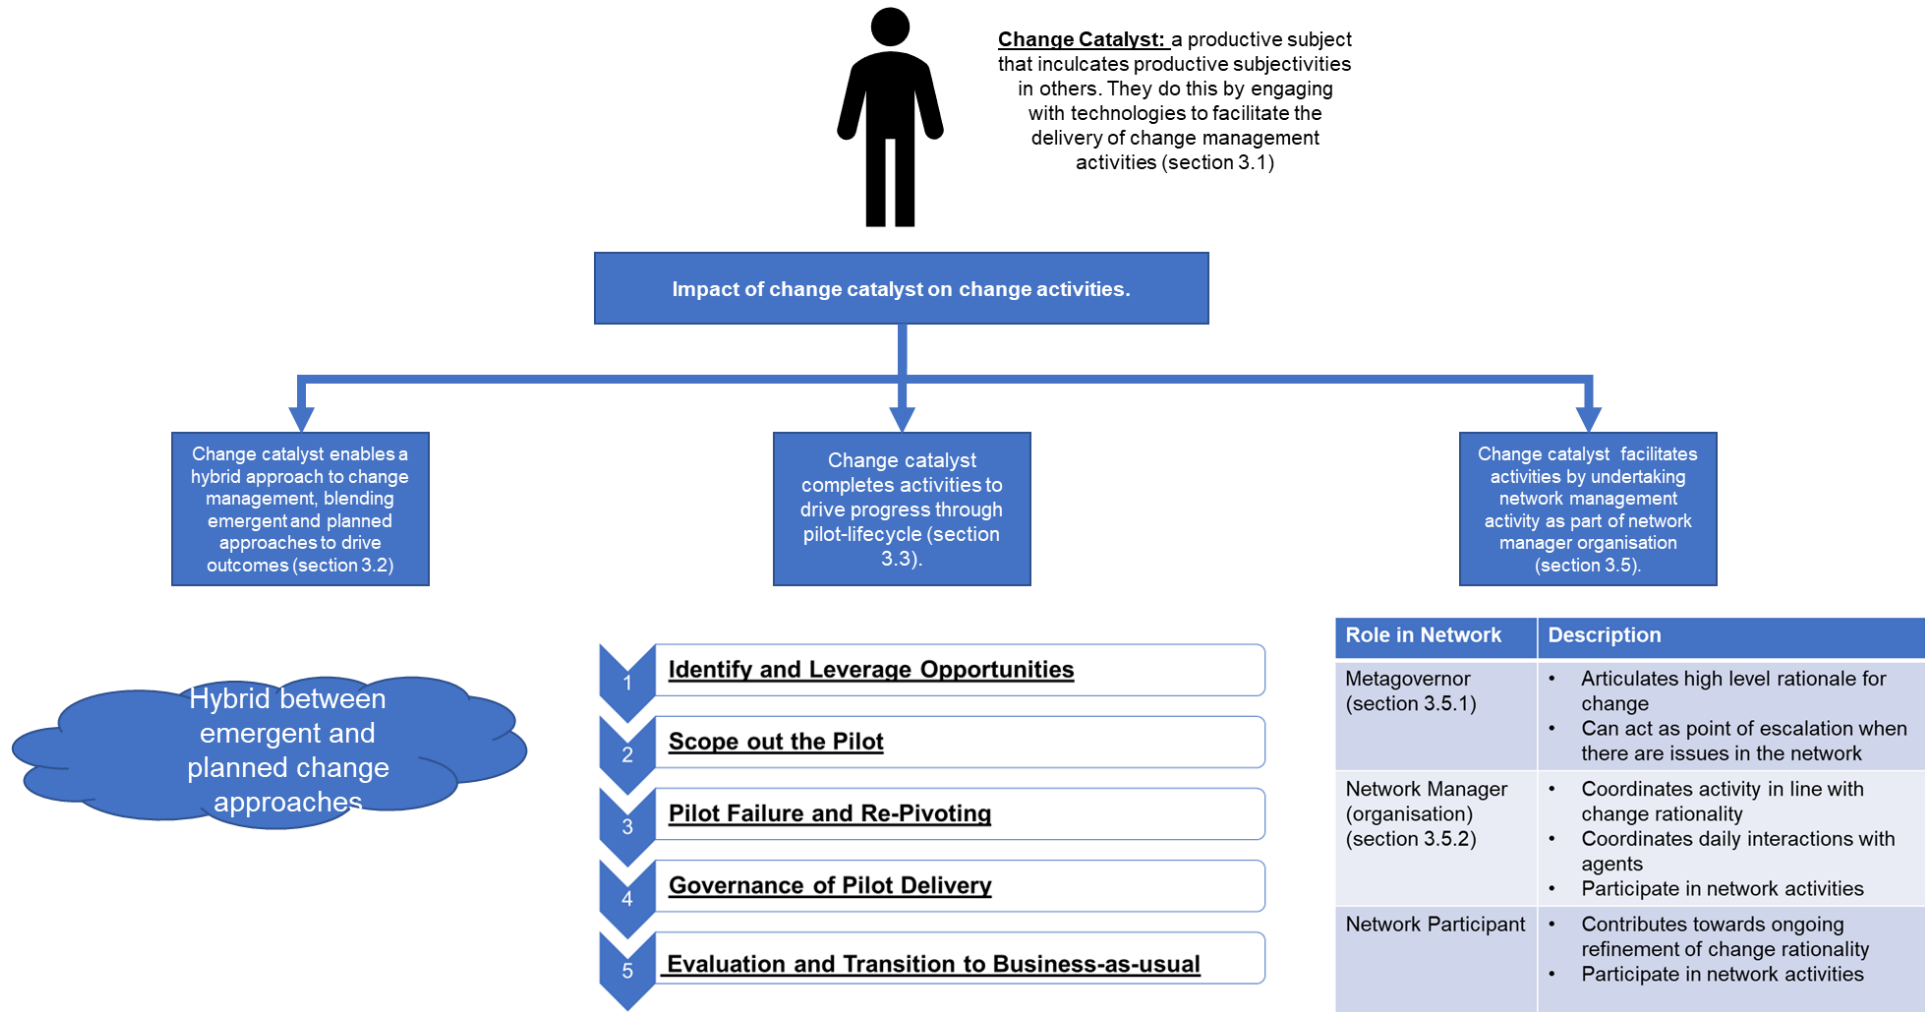 Change Catalyst: a productive subject
that inculcates productive subjectivities
in others. They do this by engaging
with technologies to facilitate the
delivery of change management
activities (section 3.1)
Impact of change catalyst on change activities.
Change catalyst enables a
hybrid approach to change
management, blending
emergent and planned
approaches to drive
outcomes (section 3.2)
Change catalyst
completes activities to
drive progress through
pilot-lifecycle (section
3.3).
Change catalyst facilitates
activities by undertaking
network management
activity as part of network
manager organisation
(section 3.5).
Hybrid between
emergent and
planned change
approaches
1 Identify and Leverage Opportunities
2 Scope out the Pilot
3 Pilot Failure and Re-Pivoting
4 Governance of Pilot Delivery
5 Evaluation and Transition to Business-as-usual
Role in Network Description
Metagovernor
(section 3.5.1)
• Articulates high level rationale for
change
• Can act as point of escalation when
there are issues in the network
Network Manager
(organisation)
(section 3.5.2)
• Coordinates activity in line with
change rationality
• Coordinates daily interactions with
agents
• Participate in network activities
Network Participant
• Contributes towards ongoing
refinement of change rationality
• Participate in network activities